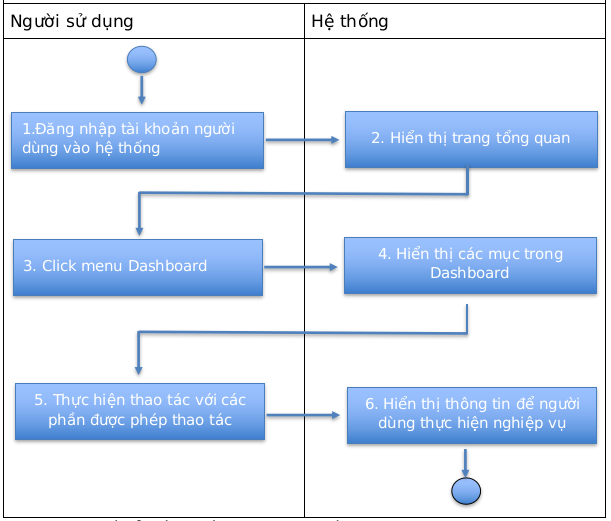 Người sử dụng
Hệ thống
1.Đăng nhập tài khoản người
dùng vào hệ thống
2. Hiển thị trang tổng quan
3. Click menu Dashboard
4. Hiển thị các mục trong
Dashboard
5. Thực hiện thao tác với các
phần được phép thao tác
6. Hiển thị thông tin để người
dùng thực hiện nghiệp vụ